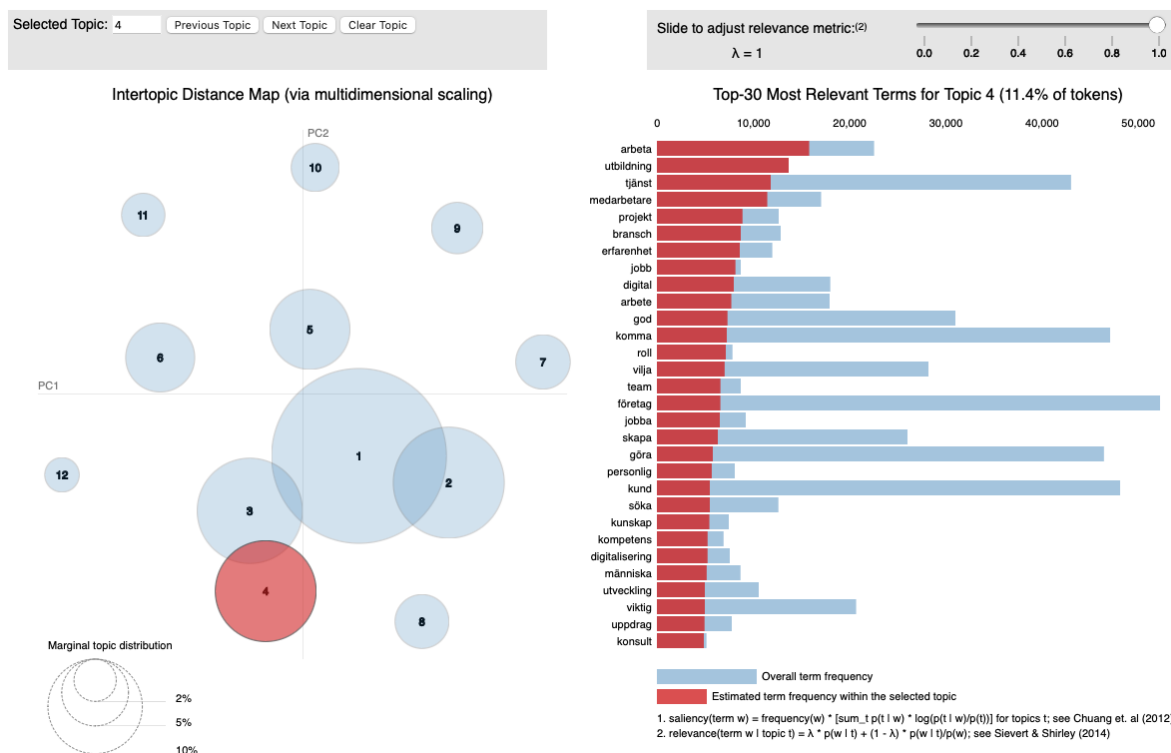 Selected Topic: 4 Previous Topic Next Topic Clear Topic
Slide to adjust relevance metric:(2)
λ = 1
0.0 0.2 0.4 0.6 0.8 1.0
Intertopic Distance Map (via multidimensional scaling)
PC2
PC1
10
11
9
5
6
7
1
12
2
3
4
8
Marginal topic distribution
2%
5%
10%
Top-30 Most Relevant Terms for Topic 4 (11.4% of tokens)
0 10,000 20,000 30,000 40,000 50,000
arbeta
utbildning
tjänst
medarbetare
projekt
bransch
erfarenhet
jobb
digital
arbete
god
komma
roll
vilja
team
företag
jobba
skapa
göra
personlig
kund
söka
kunskap
kompetens
digitalisering
människa
utveckling
viktig
uppdrag
konsult
Overall term frequency
Estimated term frequency within the selected topic
1. saliency(term w) = frequency(w) * [sum_t p(t | w) * log(p(t | w)/p(t))] for topics t; see Chuang et. al (2012
2. relevance(term w | topic t) = λ * p(w | t) + (1 - λ) * p(w | t)/p(w); see Sievert & Shirley (2014)